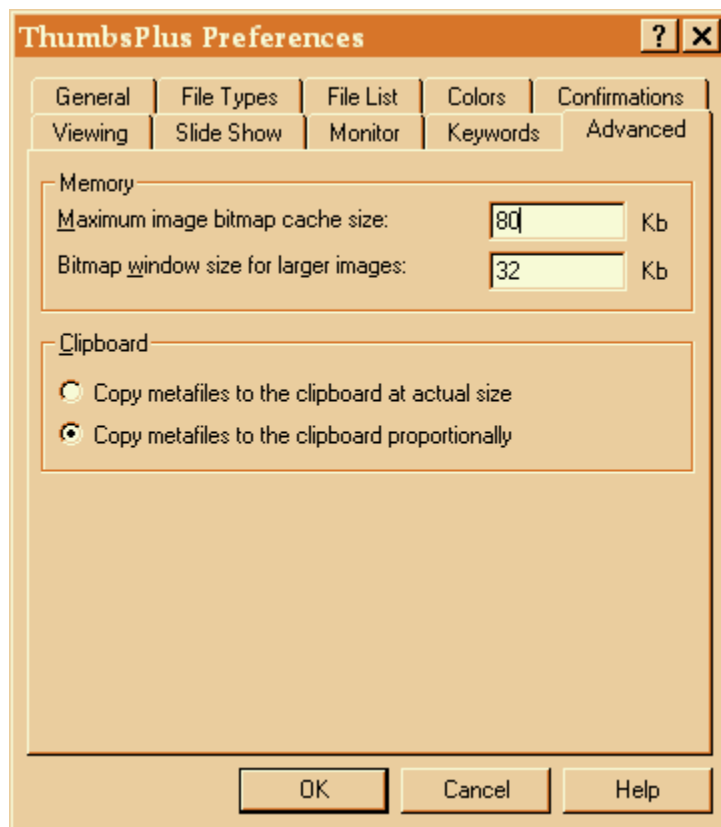 ThumbsPlus Preferences ? X
General File Types File List Colors Confirmations
Viewing Slide Show Monitor Keywords Advanced
Memory
Maximum image bitmap cache size: 80 Kb
Bitmap window size for larger images: 32 Kb
Clipboard
Copy metafiles to the clipboard at actual size
Copy metafiles to the clipboard proportionally
OK Cancel Help